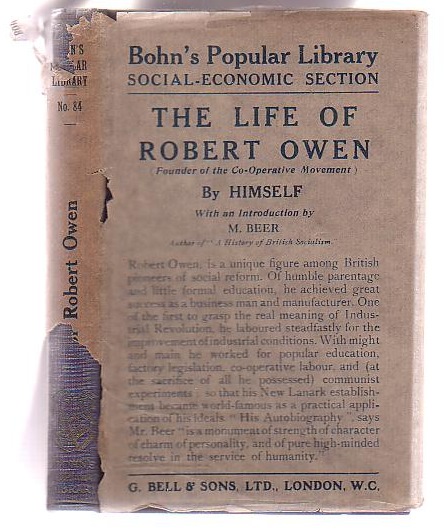 N'S
LAR
LIBRARY
No. 84
Robert Owen
Bohn's Popular Library
SOCIAL-ECONOMIC SECTION
THE LIFE OF
ROBERT OWEN
(Founder of the Co-Operative Movement)
By HIMSELF
With an Introduction by
M. BEER
Author of "A History of British Socialism.
Robert Owen, is a unique figure among British
pioneers of social reform. Of humble parentage
and little formal education, he achieved great
success as a business man and manufacturer. One
of the first to grasp the real meaning of Indus-
trial Revolution, he laboured steadfastly for the
improvement of industrial conditions. With might
and main he worked for popular education,
factory legislation, co-operative labour, and (at
the sacrifice of all he possessed) communist
experiments; so that his New Lanark establish-
ment became world-famous as a practical appli-
cation of his ideals. "His Autobiography", says
Mr. Beer "is a monument of strength of character
of charm of personality, and of pure high-minded
resolve in the service of humanity."
G. BELL & SONS, LTD., LONDON, W.C.